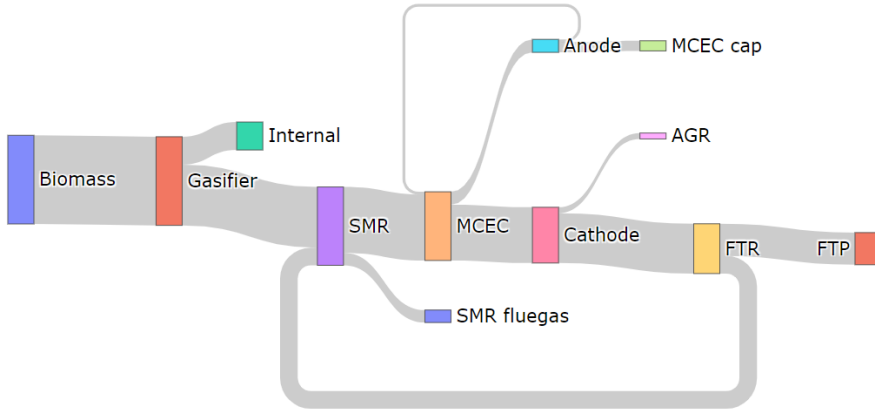 Anode
MCEC cap
Internal
AGR
Biomass
Gasifier
SMR
MCEC
Cathode
FTR
FTP
SMR fluegas